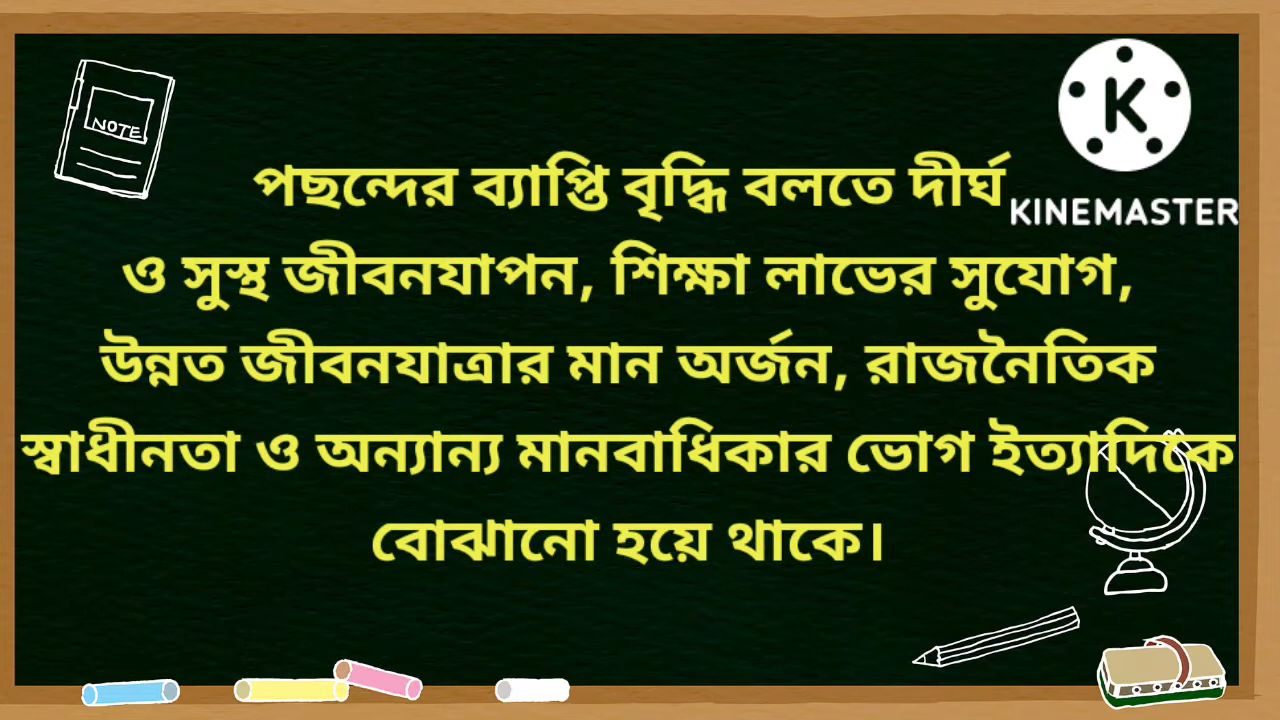 NOTE
K
KINEMASTER
পছন্দের ব্যাপ্তি বৃদ্ধি বলতে দীর্ঘ
ও সুস্থ জীবনযাপন, শিক্ষা লাভের সুযোগ,
উন্নত জীবনযাত্রার মান অর্জন, রাজনৈতিক
স্বাধীনতা ও অন্যান্য মানবাধিকার ভোগ ইত্যাদিকে
বোঝানো হয়ে থাকে।